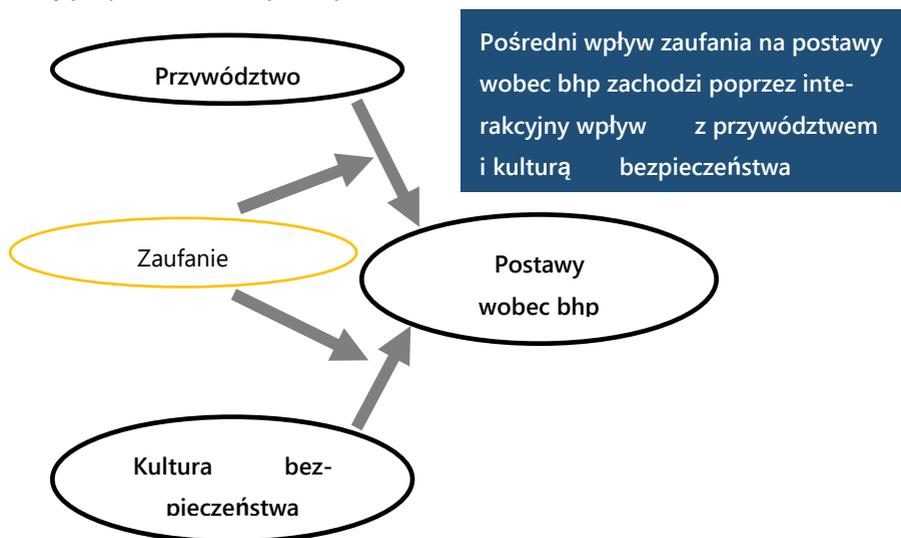 Przywództwo
Pośredni wpływ zaufania na postawy
wobec bhp zachodzi poprzez inte-
rakcyjny wpływ z przywództwem
i kulturą bezpieczeństwa
Zaufanie
Postawy
wobec bhp
Kultura bez-
pieczeństwa